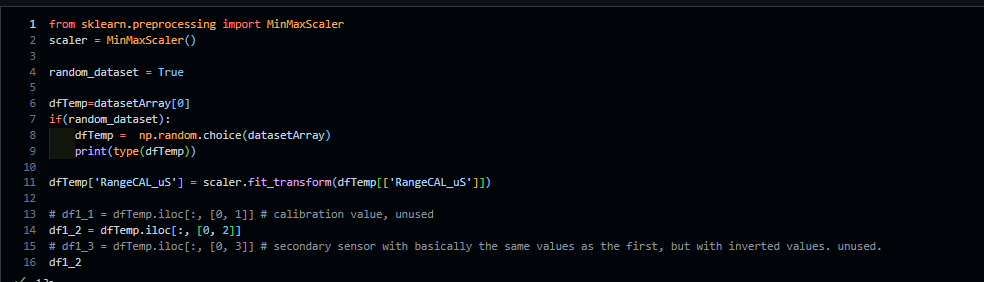 1 from sklearn.preprocessing import MinMaxScaler
2 scaler = MinMaxScaler()
3
4 random_dataset = True
5
6 dfTemp=datasetArray[0]
7 if(random_dataset):
8     dfTemp =  np.random.choice(datasetArray)
9     print(type(dfTemp))
10
11 dfTemp['RangeCAL_uS'] = scaler.fit_transform(dfTemp[['RangeCAL_uS']])
12
13 # df1_1 = dfTemp.iloc[:, [0, 1]] # calibration value, unused
14 df1_2 = dfTemp.iloc[:, [0, 2]]
15 # df1_3 = dfTemp.iloc[:, [0, 3]] # secondary sensor with basically the same values as the first, but with inverted values. unused.
16 df1_2